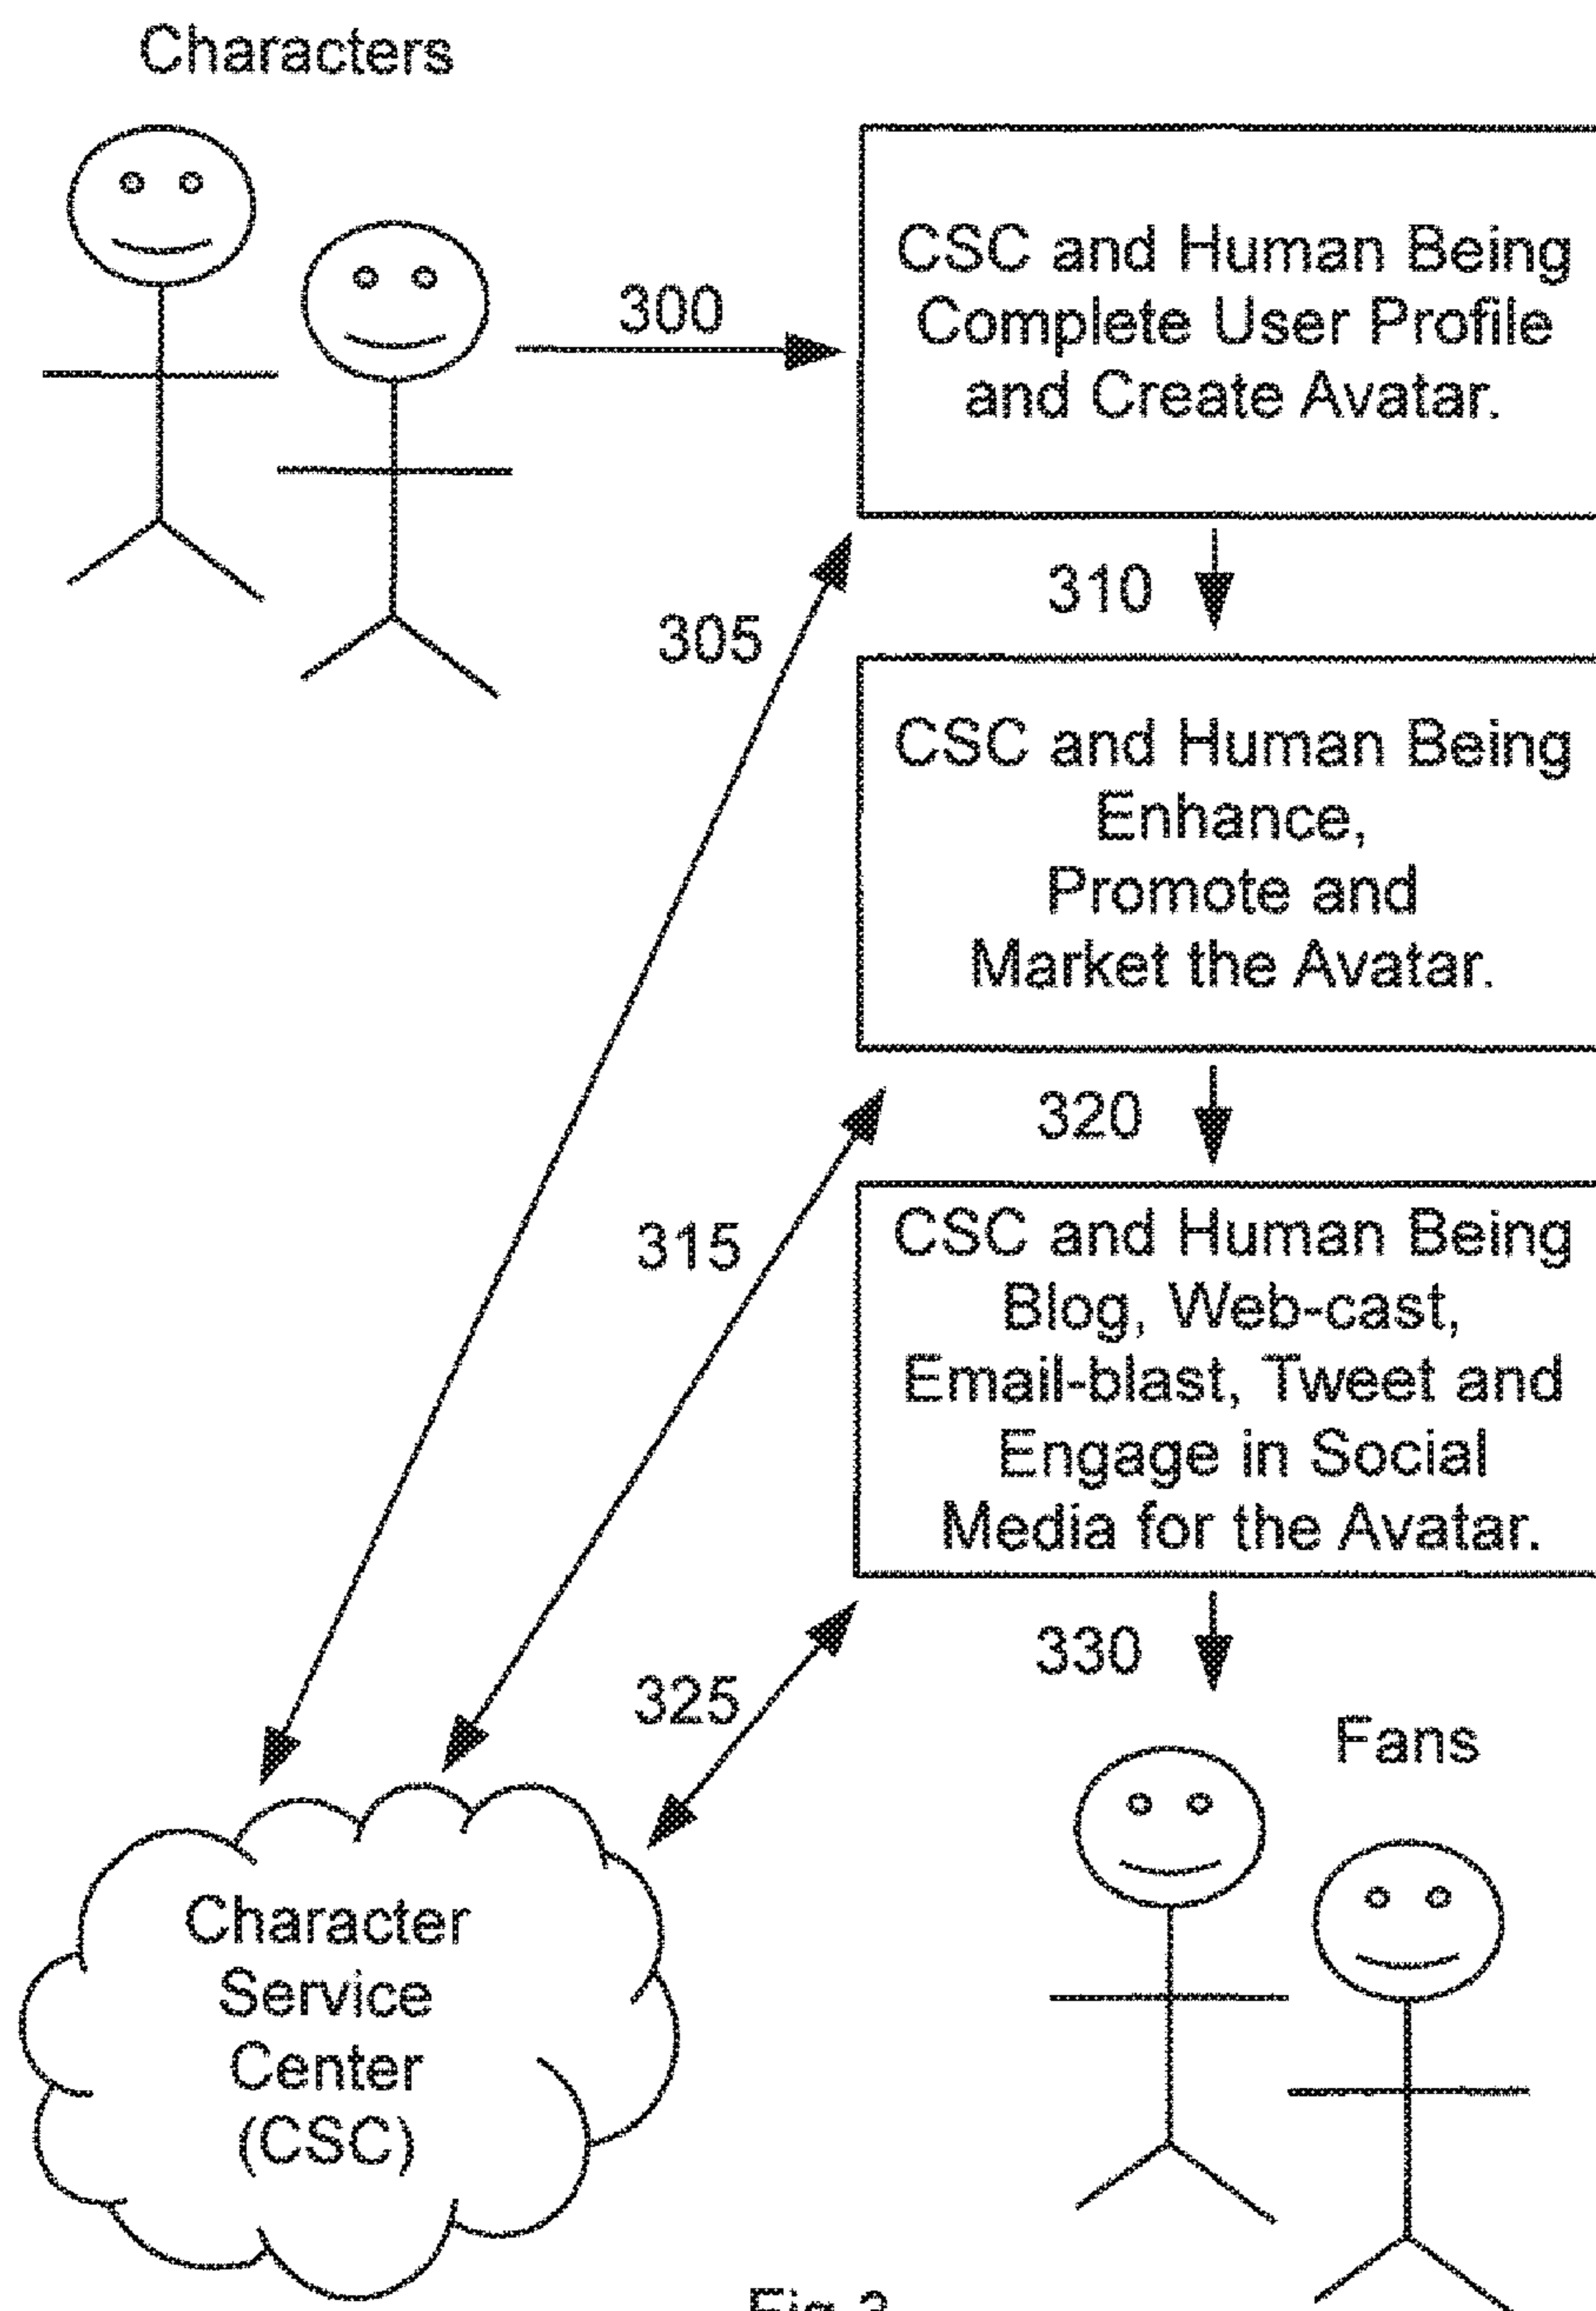 Characters
300
CSC and Human Being
Complete User Profile
and Create Avatar.
305
310
CSC and Human Being
Enhance,
Promote and
Market the Avatar.
315
320
CSC and Human Being
Blog, Web-cast,
Email-blast, Tweet and
Engage in Social
Media for the Avatar.
325
330
Fans
Character
Service
Center
(CSC)
Fig 3